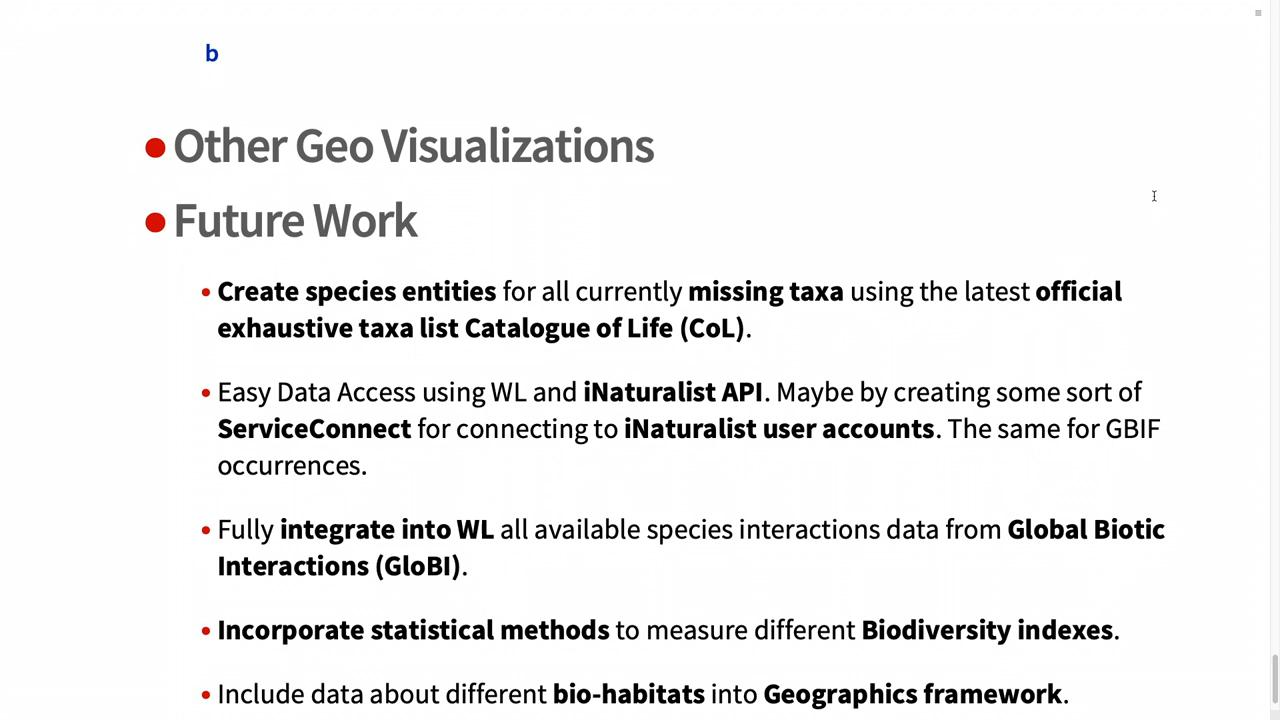 b
Other Geo Visualizations
Future Work
Create species entities for all currently missing taxa using the latest official
exhaustive taxa list Catalogue of Life (CoL).
Easy Data Access using WL and iNaturalist API. Maybe by creating some sort of
ServiceConnect for connecting to iNaturalist user accounts. The same for GBIF
occurrences.
Fully integrate into WL all available species interactions data from Global Biotic
Interactions (GloBI).
Incorporate statistical methods to measure different Biodiversity indexes.
Include data about different bio-habitats into Geographics framework.